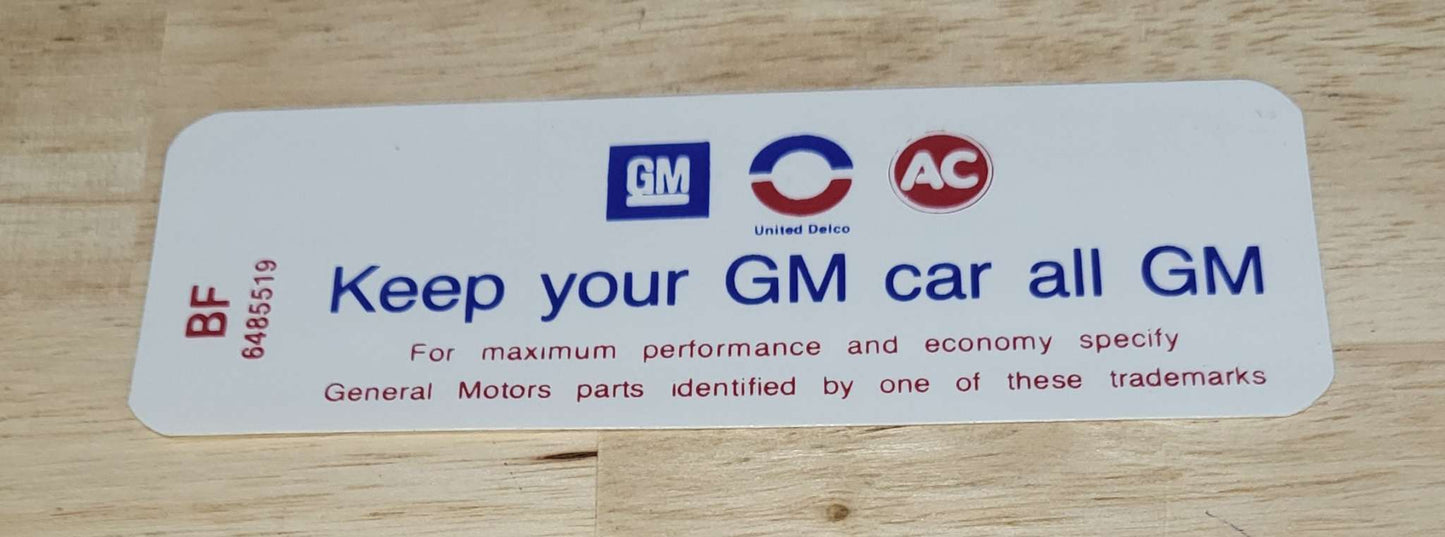 GM
United Delco
AC
Keep your GM car all GM
For maximum performance and economy specify
General Motors parts identified by one of these trademarks
BF
6485519